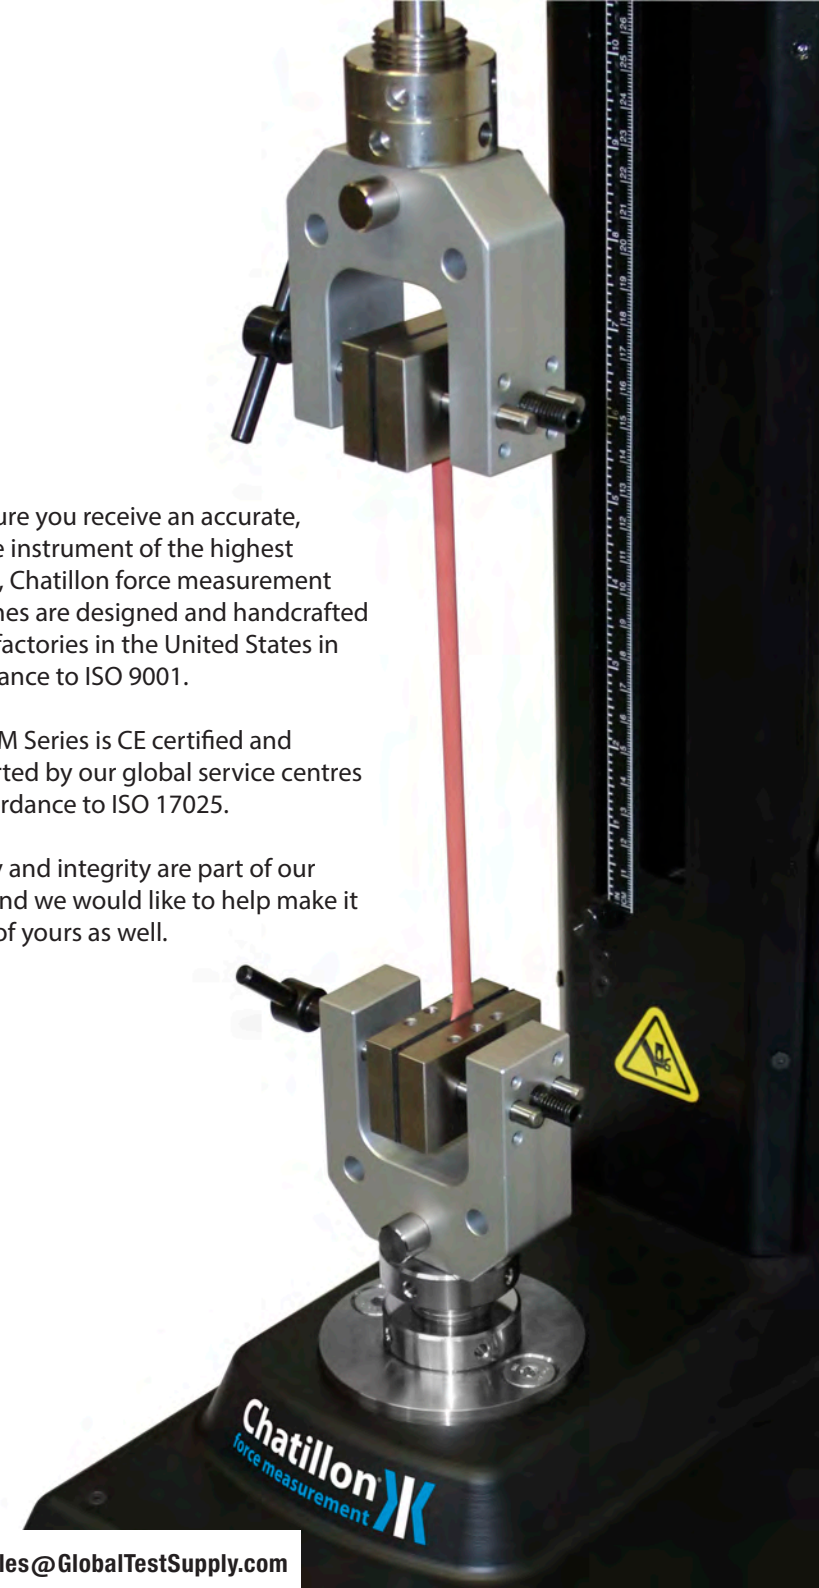 ure you receive an accurate,
e instrument of the highest
, Chatillon force measurement
nes are designed and handcrafted
factories in the United States in
ance to ISO 9001.
M Series is CE certified and
rted by our global service centres
rdance to ISO 17025.
y and integrity are part of our
nd we would like to help make it
of yours as well.
Chatillon®
force measurement
les@GlobalTestSupply.com